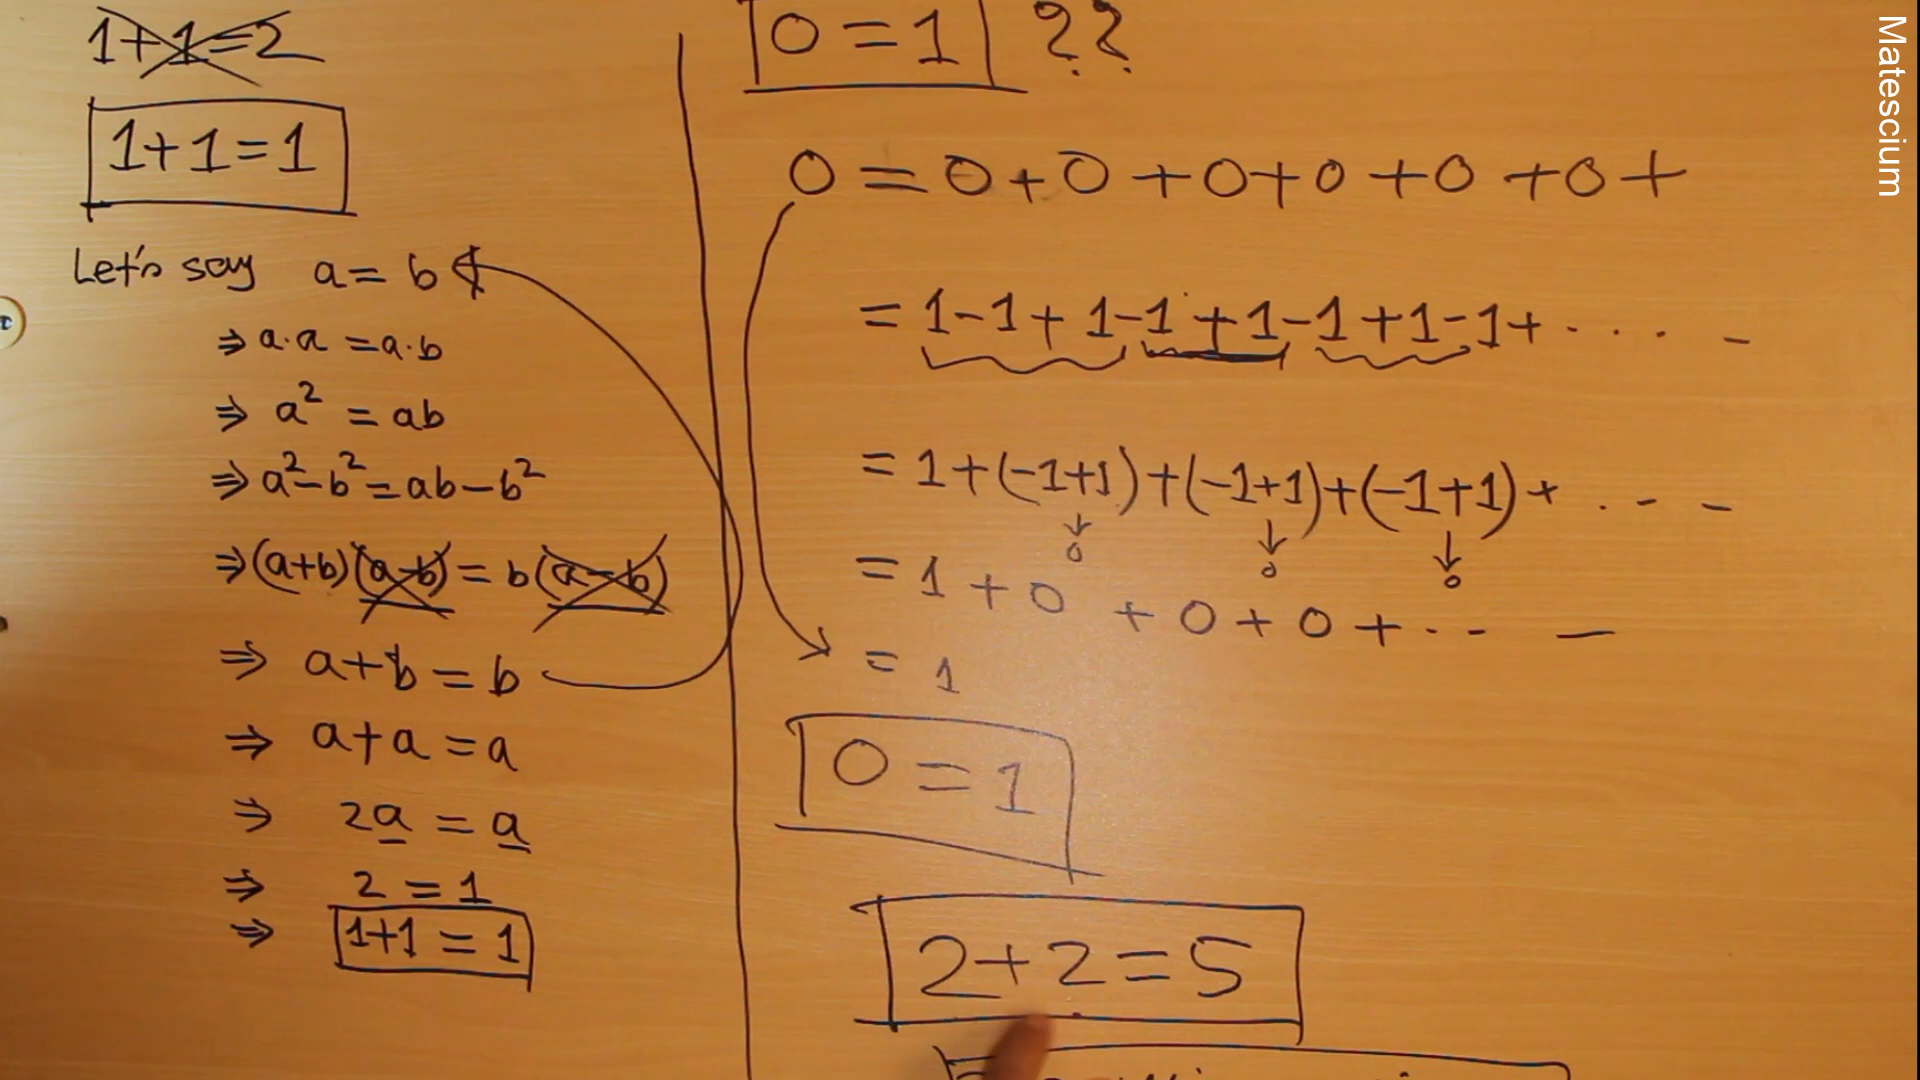 1+1=2
1+1=1
Let's say a = b
⇒ a.a = a.b
⇒ a² = ab
⇒ a²-b² = ab-b²
⇒ (a+b)(a-b) = b(a-b)
⇒ a+b = b
⇒ a+a = a
⇒ 2a = a
⇒ 2 = 1
⇒ 1+1 = 1
0 = 1 ??
0 = 0+0+0+0+0+0+
= 1-1+1-1+1-1+1-1+ . . . . -
= 1+(-1+1)+(-1+1)+(-1+1)+ . - -
↓ ↓ ↓
0 0 0
= 1 + 0 + 0 + 0 + . - - —
= 1
0 = 1
2+2=5
Matescium